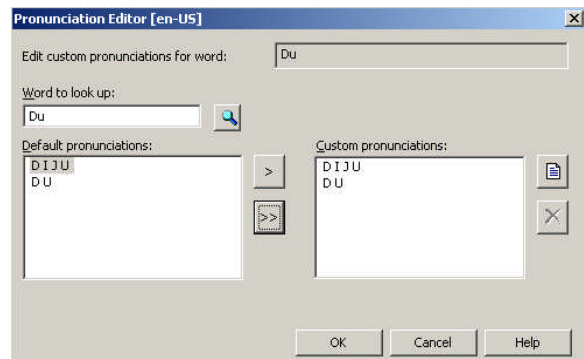 Pronunciation Editor [en-US]
Edit custom pronunciations for word:
Du
Word to look up:
Du
Default pronunciations:
D I J U
D U
>
>>
Custom pronunciations:
D I J U
D U
OK
Cancel
Help